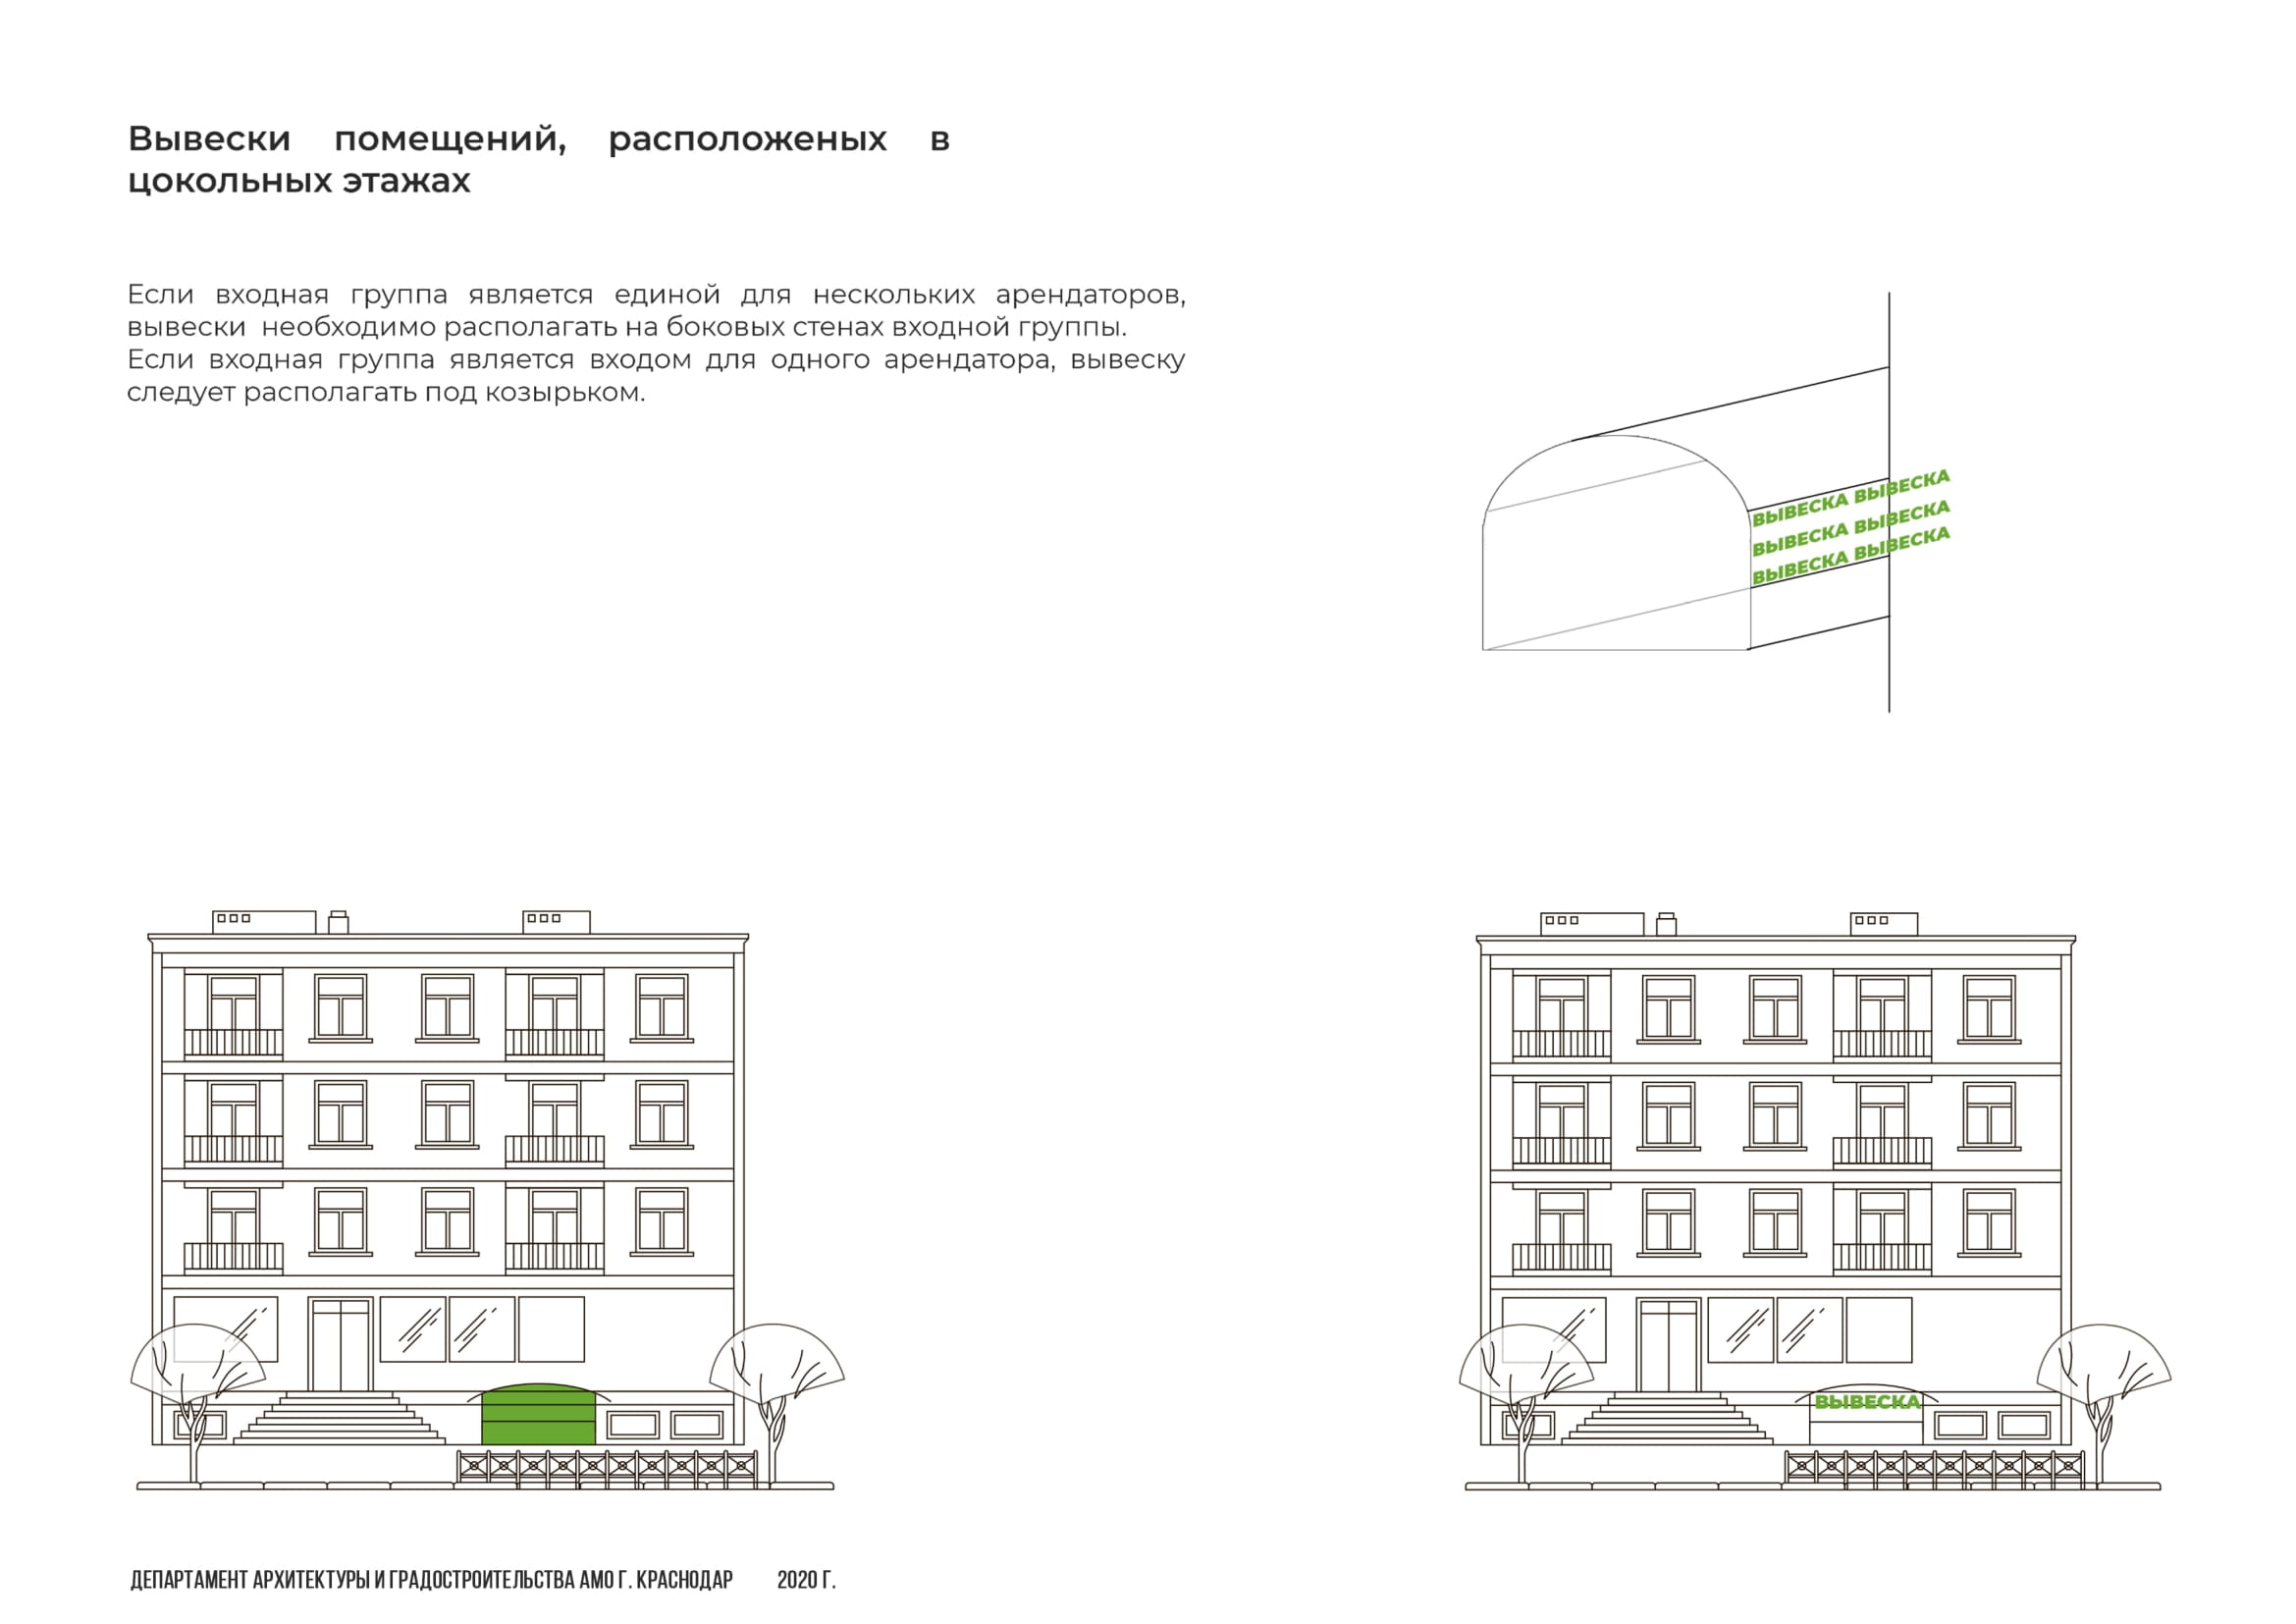 Вывески помещений, расположеных в
цокольных этажах
Если входная группа является единой для нескольких арендаторов,
вывески необходимо располагать на боковых стенах входной группы.
Если входная группа является входом для одного арендатора, вывеску
следует располагать под козырьком.
ВЫВЕСКА ВЫВЕСКА
ВЫВЕСКА ВЫВЕСКА
ВЫВЕСКА ВЫВЕСКА
ВЫВЕСКА
ДЕПАРТАМЕНТ АРХИТЕКТУРЫ И ГРАДОСТРОИТЕЛЬСТВА АМО Г. КРАСНОДАР 2020 Г.